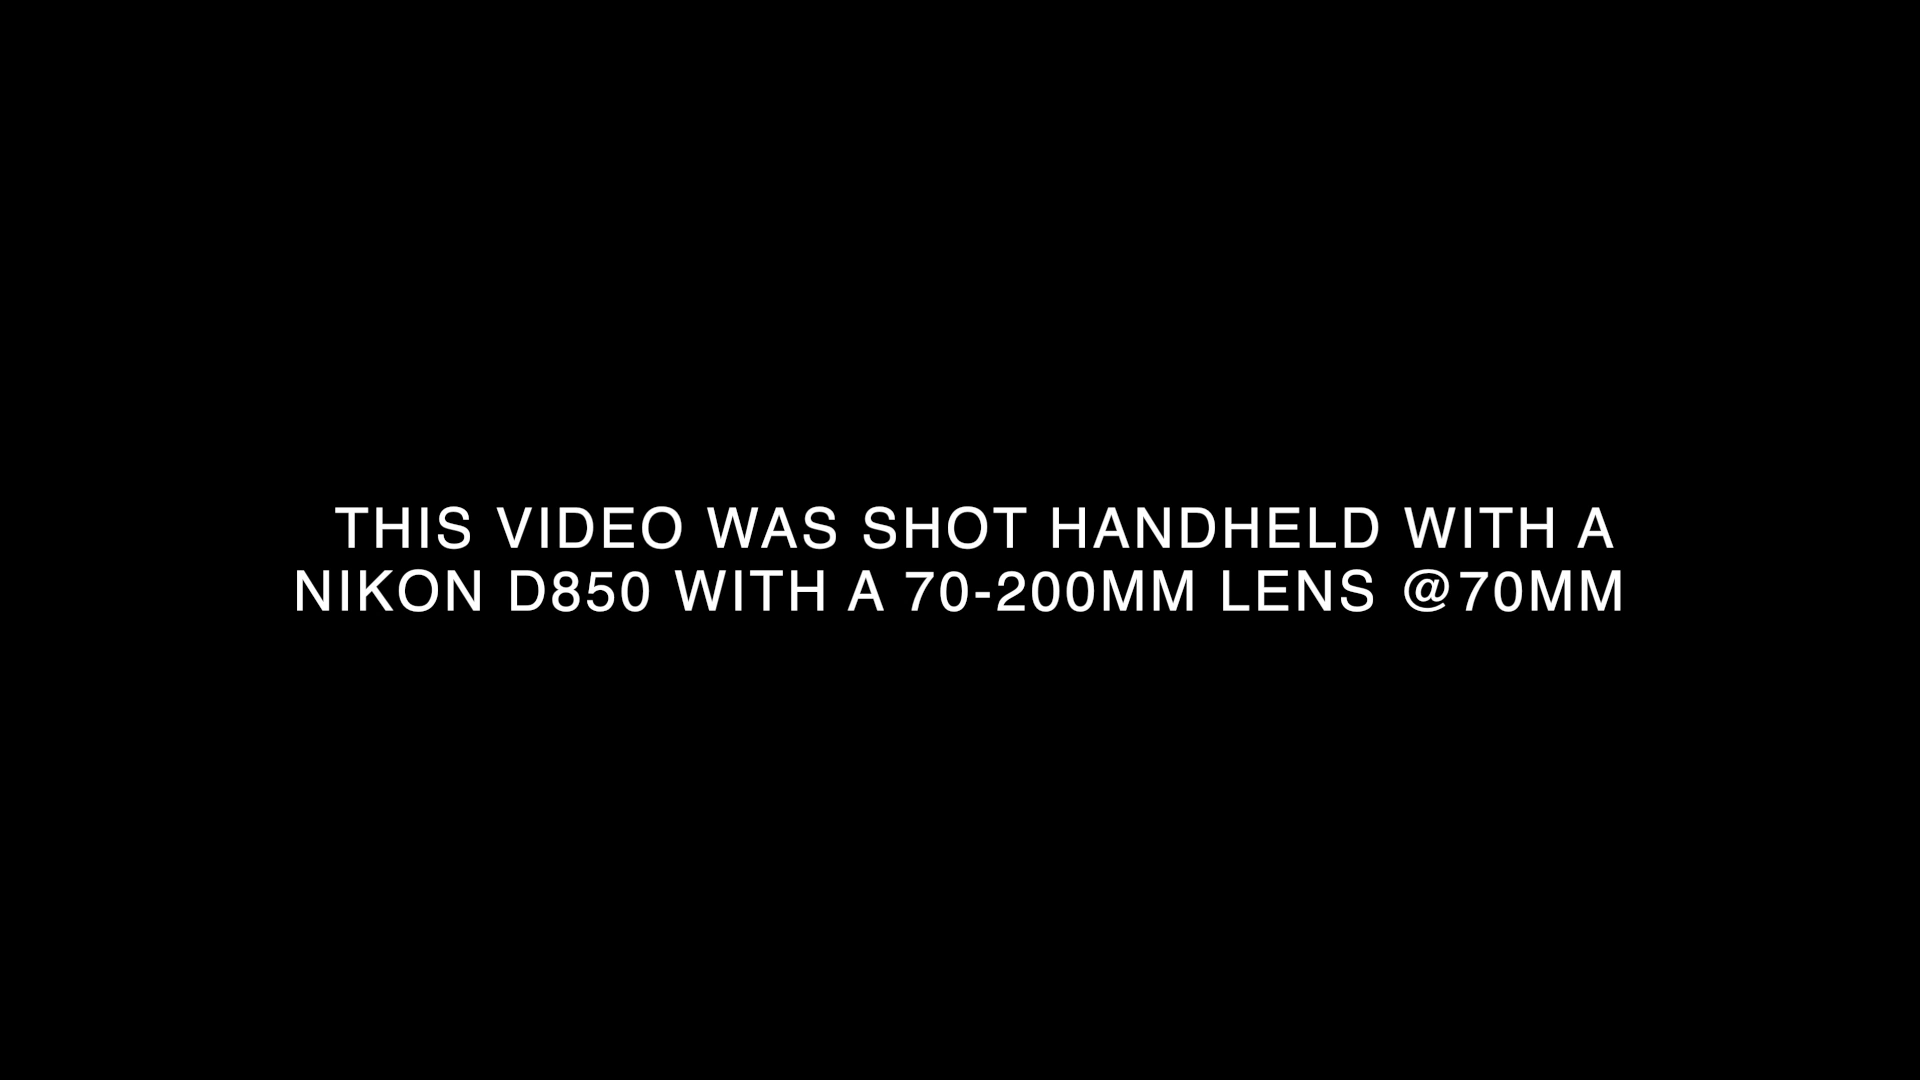 THIS VIDEO WAS SHOT HANDHELD WITH A
NIKON D850 WITH A 70-200MM LENS @70MM